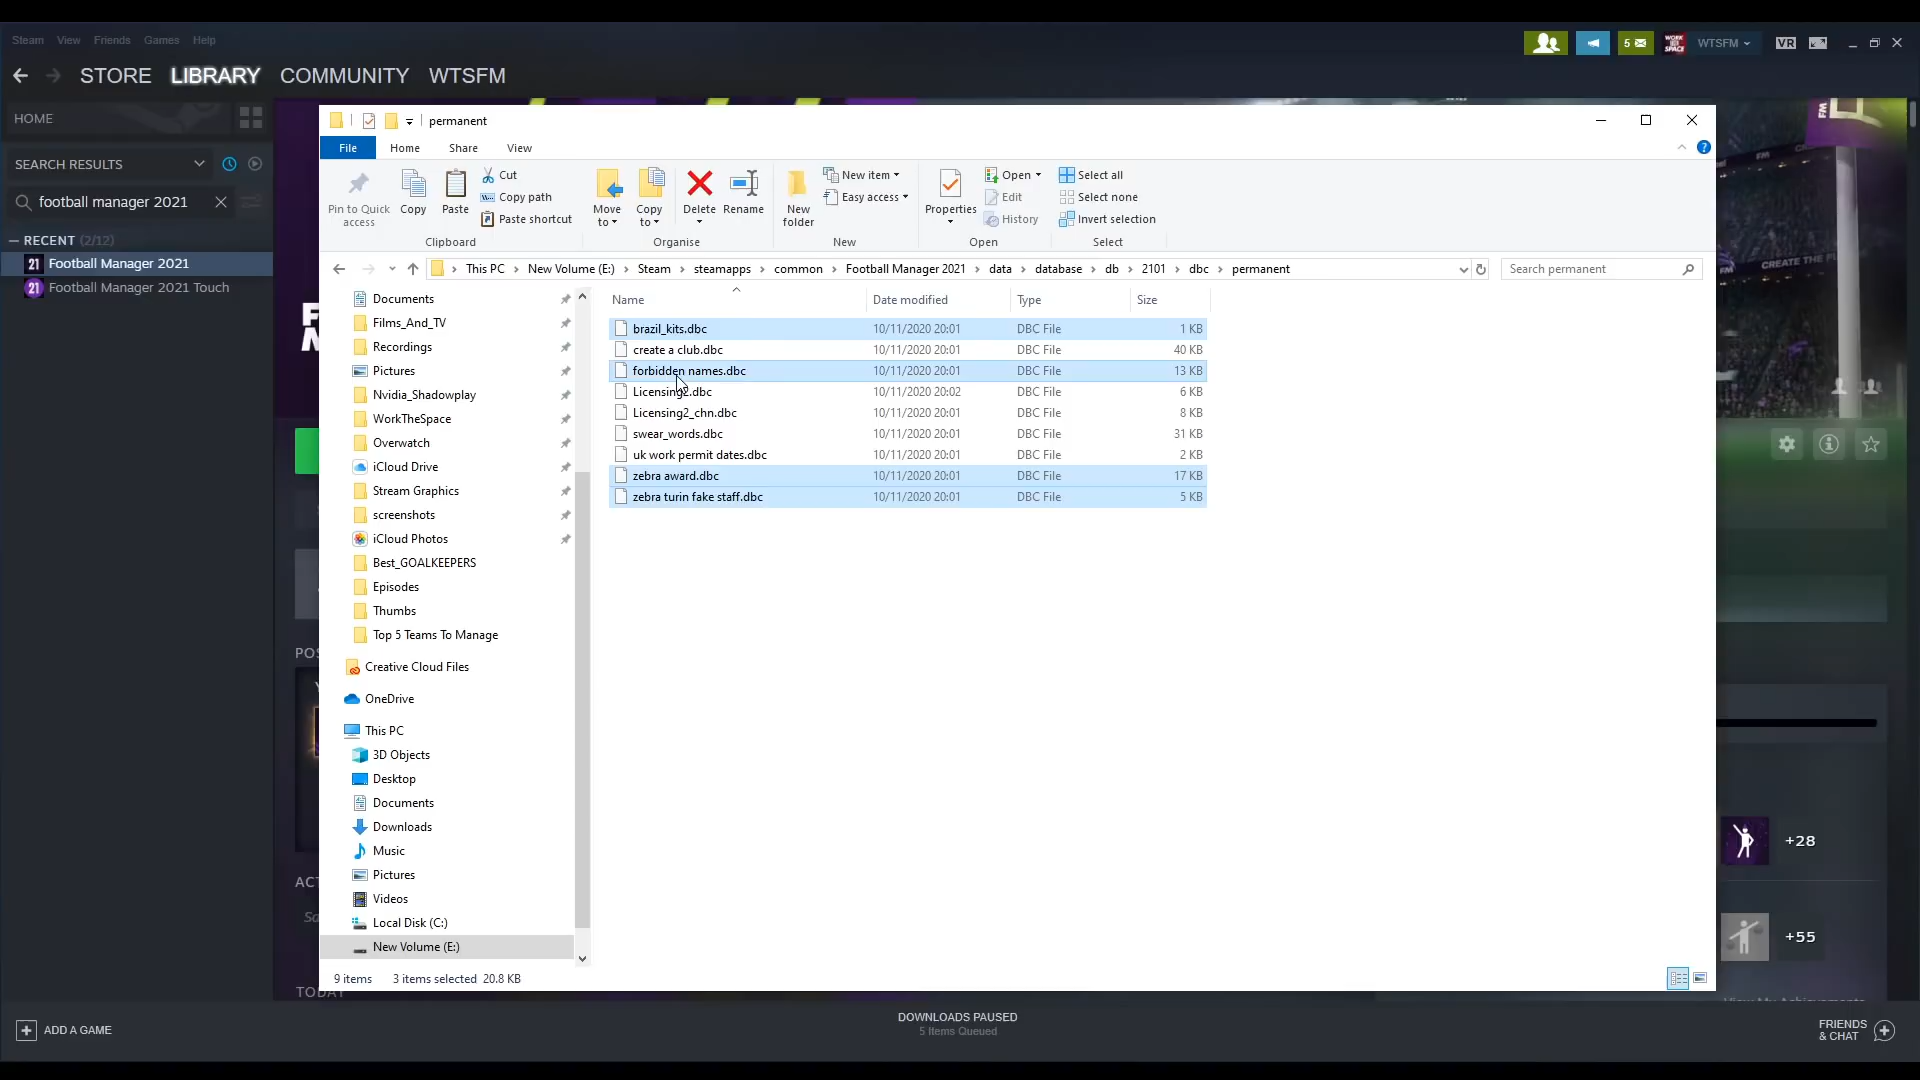 Steam View Friends Games Help
5 WTSFM VR
STORE LIBRARY COMMUNITY WTSFM
HOME
SEARCH RESULTS
football manager 2021
RECENT (2/12)
21 Football Manager 2021
21 Football Manager 2021 Touch
permanent
File Home Share View
Pin to Quick access
Copy
Paste
Cut
Copy path
Paste shortcut
Clipboard
Move to
Copy to
Delete
Rename
Organise
New folder
New item
Easy access
New
Properties
Open
Edit
History
Open
Select all
Select none
Invert selection
Select
This PC New Volume (E:) Steam steamapps common Football Manager 2021 data database db 2101 dbc permanent
Search permanent
Documents
Films_And_TV
Recordings
Pictures
Nvidia_Shadowplay
WorkTheSpace
Overwatch
iCloud Drive
Stream Graphics
screenshots
iCloud Photos
Best_GOALKEEPERS
Episodes
Thumbs
Top 5 Teams To Manage
Creative Cloud Files
OneDrive
This PC
3D Objects
Desktop
Documents
Downloads
Music
Pictures
Videos
Local Disk (C:)
New Volume (E:)
Name Date modified Type Size
brazil_kits.dbc 10/11/2020 20:01 DBC File 1 KB
create a club.dbc 10/11/2020 20:01 DBC File 40 KB
forbidden names.dbc 10/11/2020 20:01 DBC File 13 KB
Licensing2.dbc 10/11/2020 20:02 DBC File 6 KB
Licensing2_chn.dbc 10/11/2020 20:01 DBC File 8 KB
swear_words.dbc 10/11/2020 20:01 DBC File 31 KB
uk work permit dates.dbc 10/11/2020 20:01 DBC File 2 KB
zebra award.dbc 10/11/2020 20:01 DBC File 17 KB
zebra turin fake staff.dbc 10/11/2020 20:01 DBC File 5 KB
9 items 3 items selected 20.8 KB
+28
+55
TODAY
ADD A GAME
DOWNLOADS PAUSED
5 Items Queued
FRIENDS
& CHAT